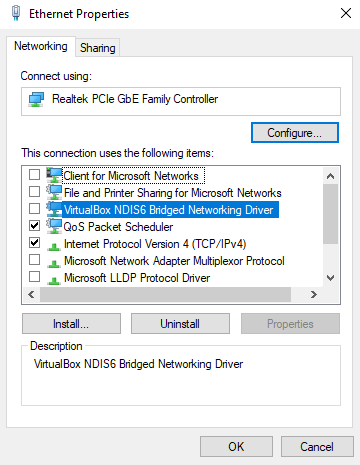 Ethernet Properties
Networking
Sharing
Connect using:
Realtek PCIe GbE Family Controller
Configure...
This connection uses the following items:
Client for Microsoft Networks
File and Printer Sharing for Microsoft Networks
VirtualBox NDIS6 Bridged Networking Driver
QoS Packet Scheduler
Internet Protocol Version 4 (TCP/IPv4)
Microsoft Network Adapter Multiplexor Protocol
Microsoft LLDP Protocol Driver
Install...
Uninstall
Properties
Description
VirtualBox NDIS6 Bridged Networking Driver
OK
Cancel